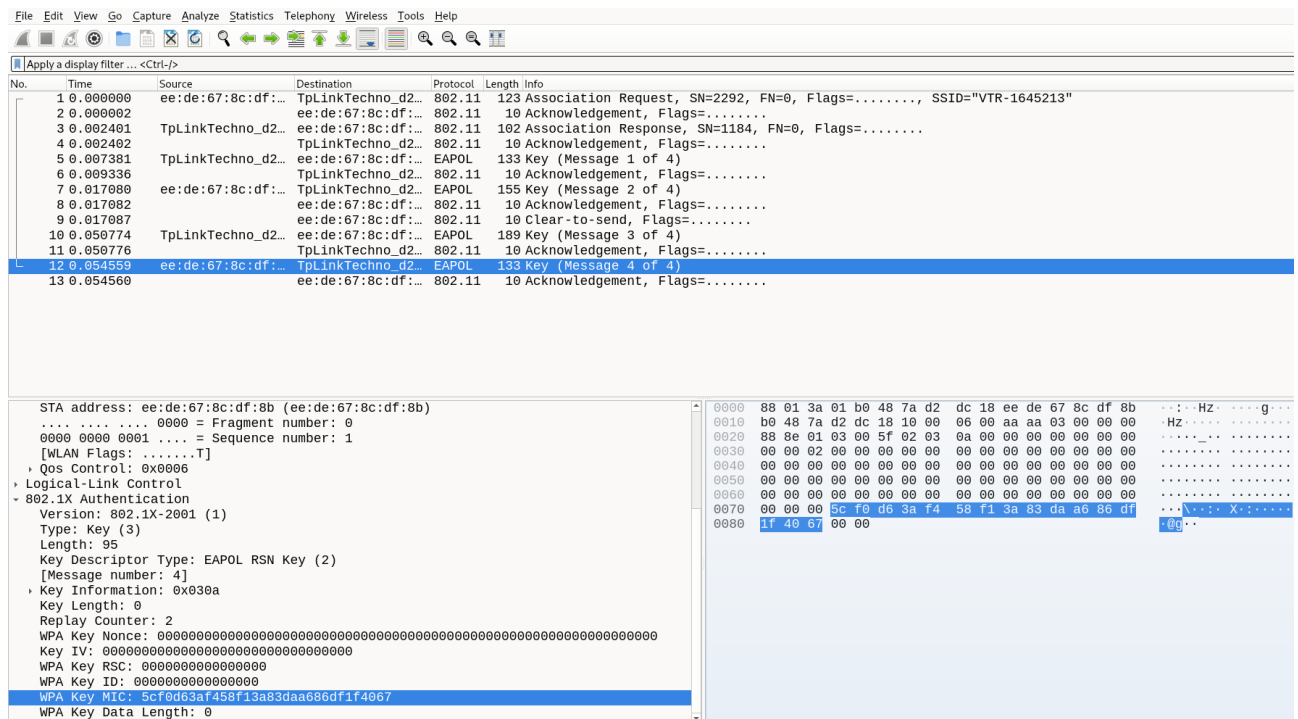 File Edit View Go Capture Analyze Statistics Telephony Wireless Tools Help
Apply a display filter … <Ctrl-/>
No. Time Source Destination Protocol Length Info
1 0.000000 ee:de:67:8c:df:… TpLinkTechno_d2… 802.11 123 Association Request, SN=2292, FN=0, Flags=........, SSID="VTR-1645213"
2 0.000002 ee:de:67:8c:df:… 802.11 10 Acknowledgement, Flags=........
3 0.002401 TpLinkTechno_d2… ee:de:67:8c:df:… 802.11 102 Association Response, SN=1184, FN=0, Flags=........
4 0.002402 TpLinkTechno_d2… 802.11 10 Acknowledgement, Flags=........
5 0.007381 TpLinkTechno_d2… ee:de:67:8c:df:… EAPOL 133 Key (Message 1 of 4)
6 0.009336 TpLinkTechno_d2… 802.11 10 Acknowledgement, Flags=........
7 0.017080 ee:de:67:8c:df:… TpLinkTechno_d2… EAPOL 155 Key (Message 2 of 4)
8 0.017082 ee:de:67:8c:df:… 802.11 10 Acknowledgement, Flags=........
9 0.017087 ee:de:67:8c:df:… 802.11 10 Clear-to-send, Flags=........
10 0.050774 TpLinkTechno_d2… ee:de:67:8c:df:… EAPOL 189 Key (Message 3 of 4)
11 0.050776 TpLinkTechno_d2… 802.11 10 Acknowledgement, Flags=........
12 0.054559 ee:de:67:8c:df:… TpLinkTechno_d2… EAPOL 133 Key (Message 4 of 4)
13 0.054560 ee:de:67:8c:df:… 802.11 10 Acknowledgement, Flags=........
STA address: ee:de:67:8c:df:8b (ee:de:67:8c:df:8b)
.... .... .... 0000 = Fragment number: 0
0000 0000 0001 .... = Sequence number: 1
[WLAN Flags: .......T]
Qos Control: 0x0006
Logical-Link Control
802.1X Authentication
Version: 802.1X-2001 (1)
Type: Key (3)
Length: 95
Key Descriptor Type: EAPOL RSN Key (2)
[Message number: 4]
Key Information: 0x030a
Key Length: 0
Replay Counter: 2
WPA Key Nonce: 0000000000000000000000000000000000000000000000000000000000000000
Key IV: 00000000000000000000000000000000
WPA Key RSC: 0000000000000000
WPA Key ID: 0000000000000000
WPA Key MIC: 5cf0d63af458f13a83daa686df1f4067
WPA Key Data Length: 0
0000 88 01 3a 01 b0 48 7a d2 dc 18 ee de 67 8c df 8b ··:··Hz· ····g···
0010 b0 48 7a d2 dc 18 10 00 06 00 aa aa 03 00 00 00 ·Hz····· ········
0020 88 8e 01 03 00 5f 02 03 0a 00 00 00 00 00 00 00 ·····_·· ········
0030 00 00 02 00 00 00 00 00 00 00 00 00 00 00 00 00 ········ ········
0040 00 00 00 00 00 00 00 00 00 00 00 00 00 00 00 00 ········ ········
0050 00 00 00 00 00 00 00 00 00 00 00 00 00 00 00 00 ········ ········
0060 00 00 00 00 00 00 00 00 00 00 00 00 00 00 00 00 ········ ········
0070 00 00 00 5c f0 d6 3a f4 58 f1 3a 83 da a6 86 df ···\··:· X·:·····
0080 1f 40 67 00 00 ·@g··